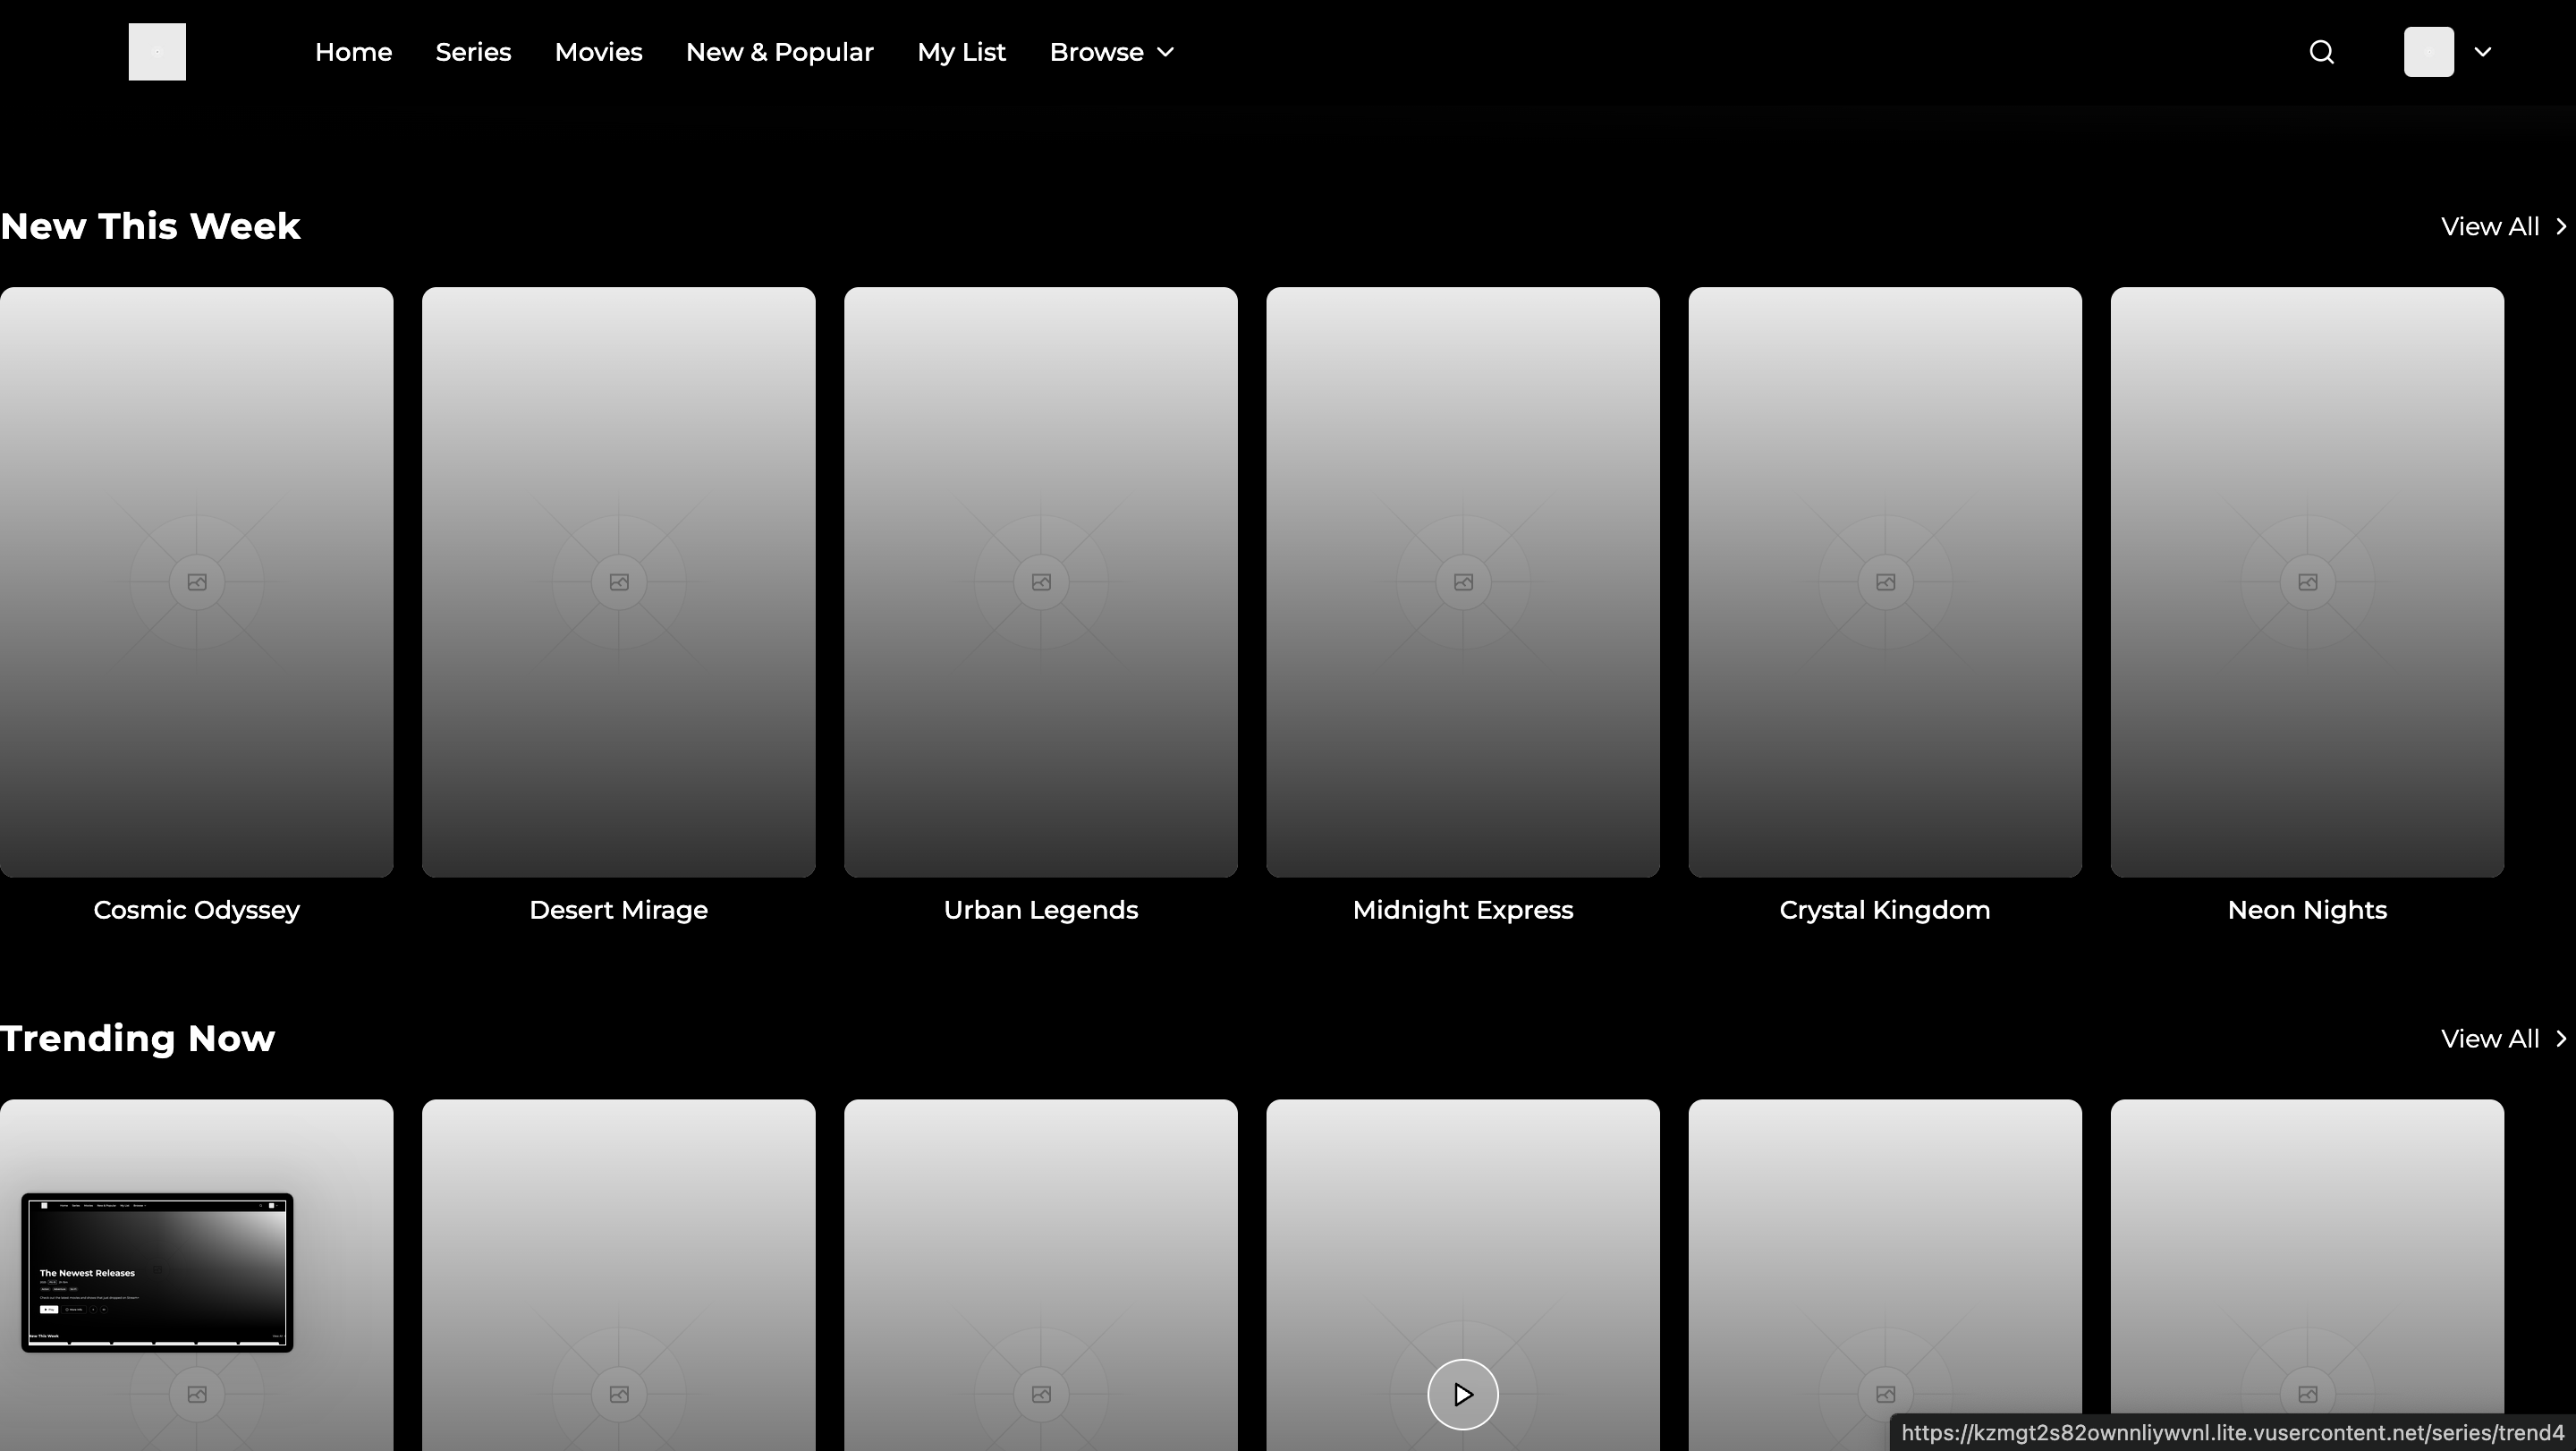 Home Series Movies New & Popular My List Browse
New This Week
View All
Cosmic Odyssey
Desert Mirage
Urban Legends
Midnight Express
Crystal Kingdom
Neon Nights
Trending Now
View All
The Newest Releases
New This Week
https://kzmgt2s82ownnliywvnl.lite.vusercontent.net/series/trend4